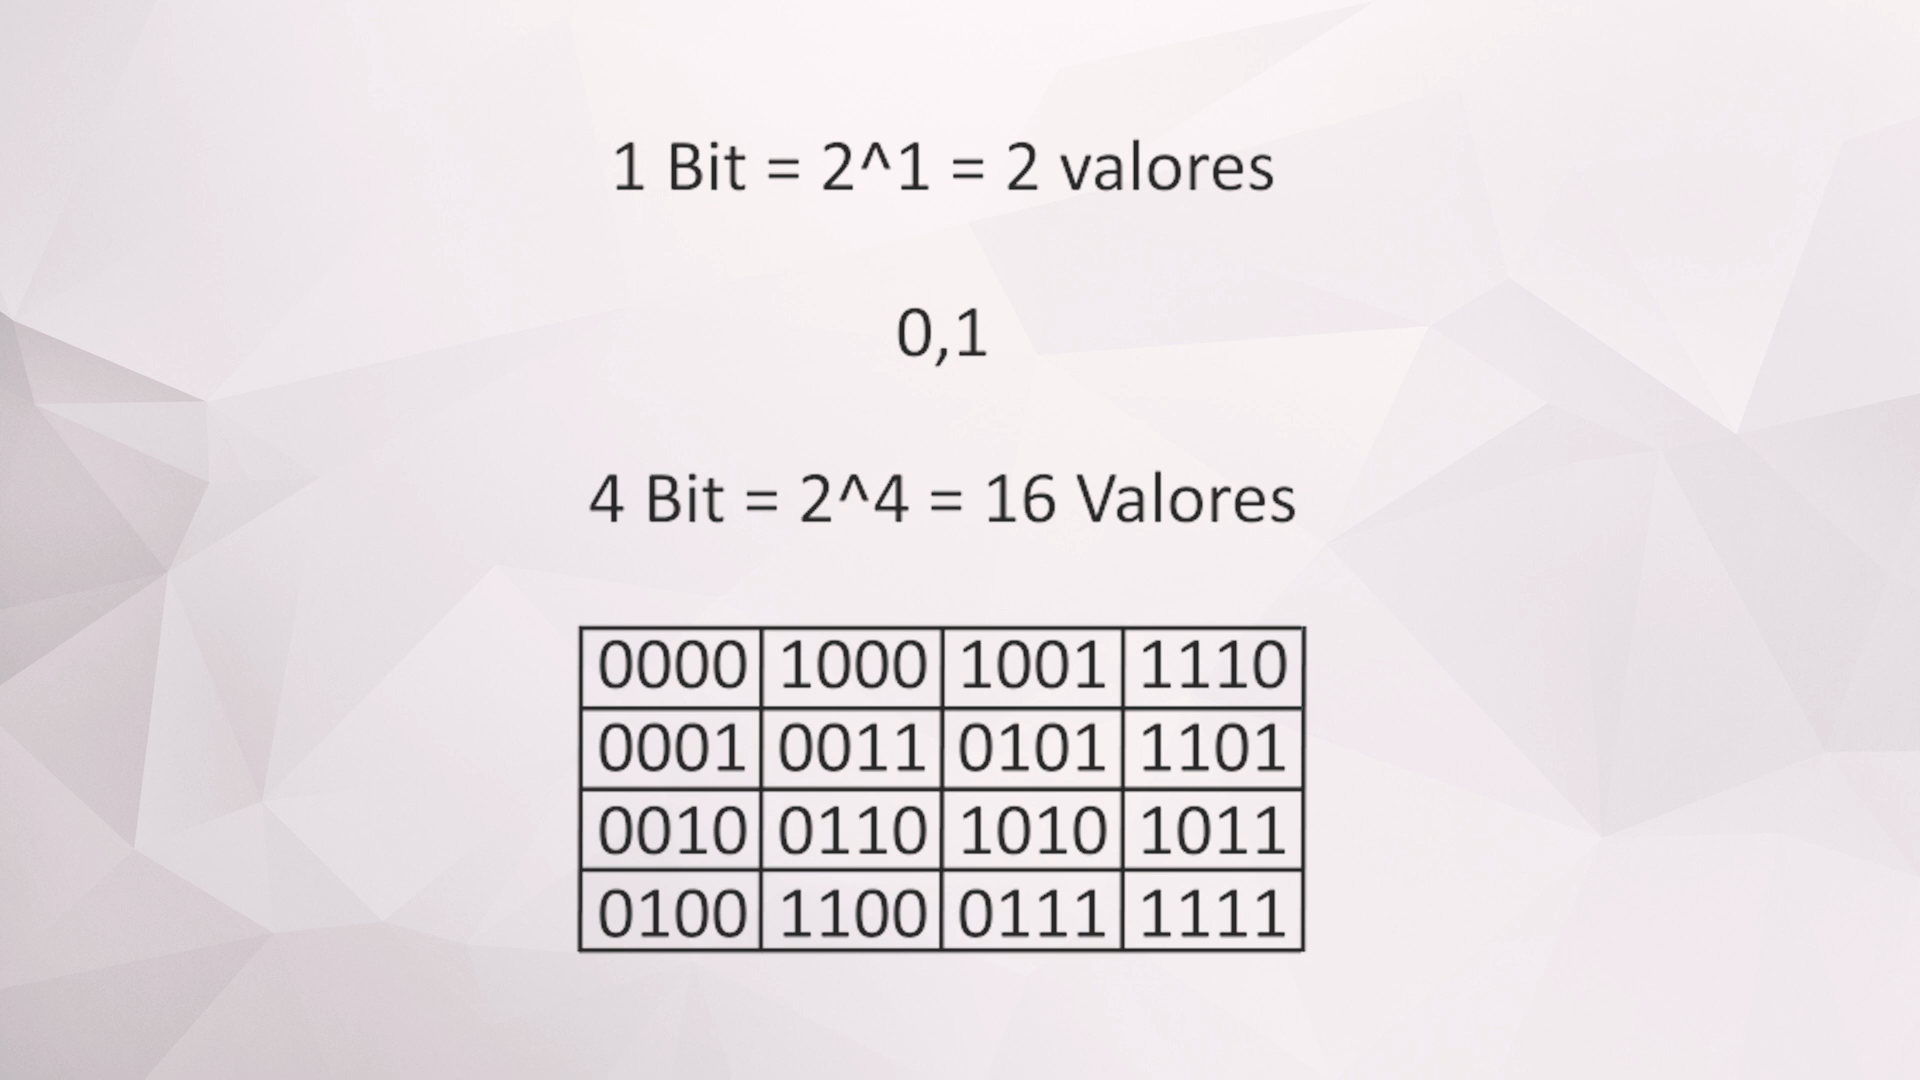 1 Bit = 2^1 = 2 valores
0,1
4 Bit = 2^4 = 16 Valores
0000 1000 1001 1110
0001 0011 0101 1101
0010 0110 1010 1011
0100 1100 0111 1111